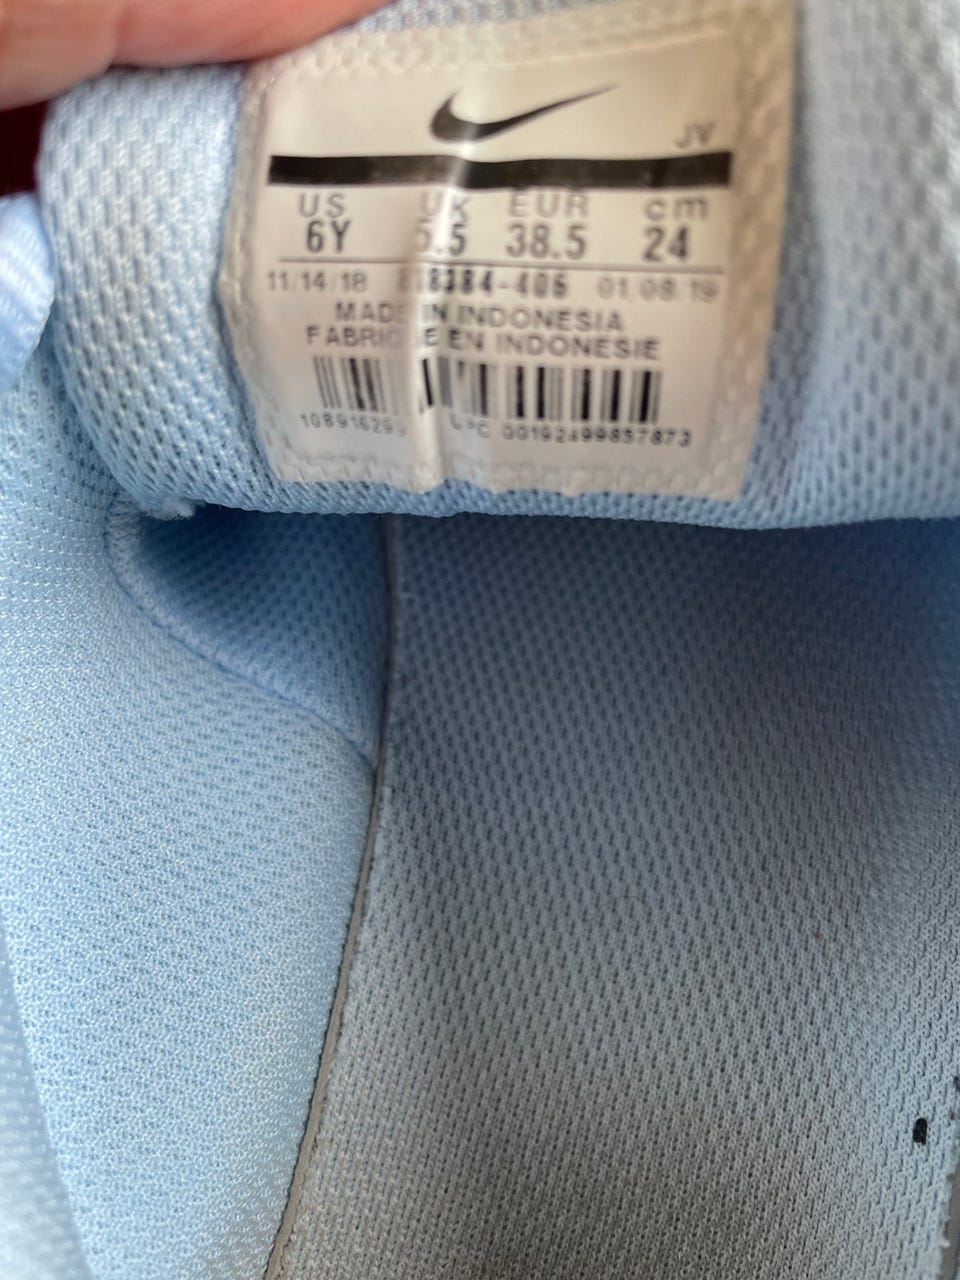 JV
US UK EUR cm
6Y 5.5 38.5 24
11/14/18 01/08/19
MADE IN INDONESIA
FABRIQUE EN INDONESIE
UPC 00192499857873